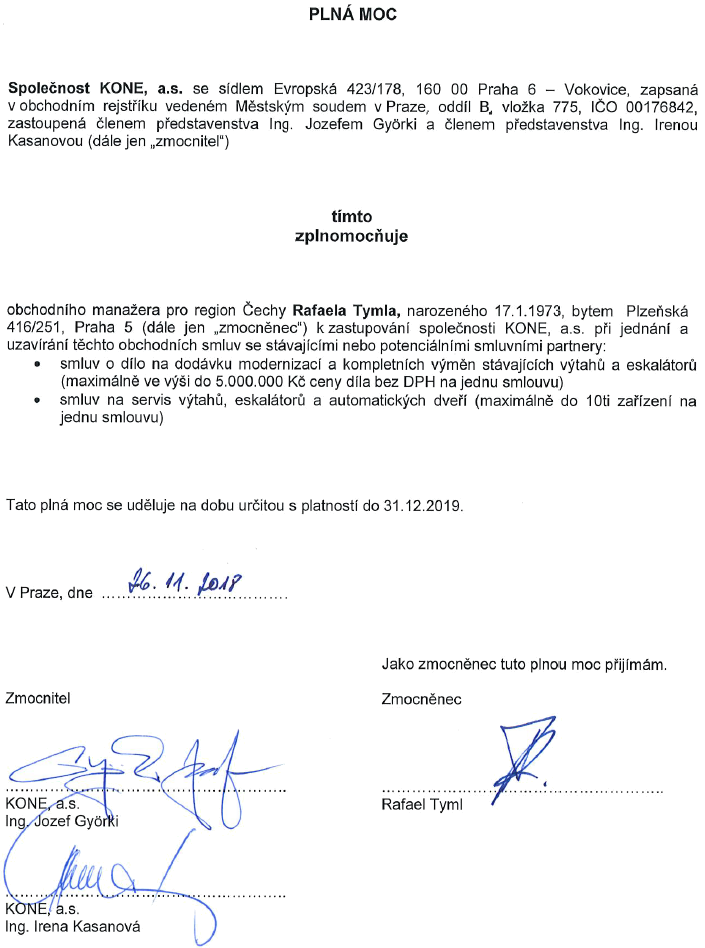 PLNÁ MOC
Společnost KONE, a.s. se sídlem Evropská 423/178, 160 00 Praha 6 – Vokovice, zapsaná
v obchodním rejstříku vedeném Městským soudem v Praze, oddíl B, vložka 775, IČO 00176842,
zastoupená členem představenstva Ing. Jozefem Györki a členem představenstva Ing. Irenou
Kasanovou (dále jen „zmocnitel")
tímto
zplnomocňuje
obchodního manažera pro region Čechy Rafaela Tymla, narozeného 17.1.1973, bytem Plzeňská
416/251, Praha 5 (dále jen „zmocněnec") k zastupování společnosti KONE, a.s. při jednání a
uzavírání těchto obchodních smluv se stávajícími nebo potenciálními smluvními partnery:
• smluv o dílo na dodávku modernizací a kompletních výměn stávajících výtahů a eskalátorů
(maximálně ve výši do 5.000.000 Kč ceny díla bez DPH na jednu smlouvu)
• smluv na servis výtahů, eskalátorů a automatických dveří (maximálně do 10ti zařízení na
jednu smlouvu)
Tato plná moc se uděluje na dobu určitou s platností do 31.12.2019.
V Praze, dne 26. 11. 2018
Jako zmocněnec tuto plnou moc přijímám.
Zmocnitel
Zmocněnec
KONE, a.s.
Ing. Jozef Györki
Rafael Tyml
KONE, a.s.
Ing. Irena Kasanová